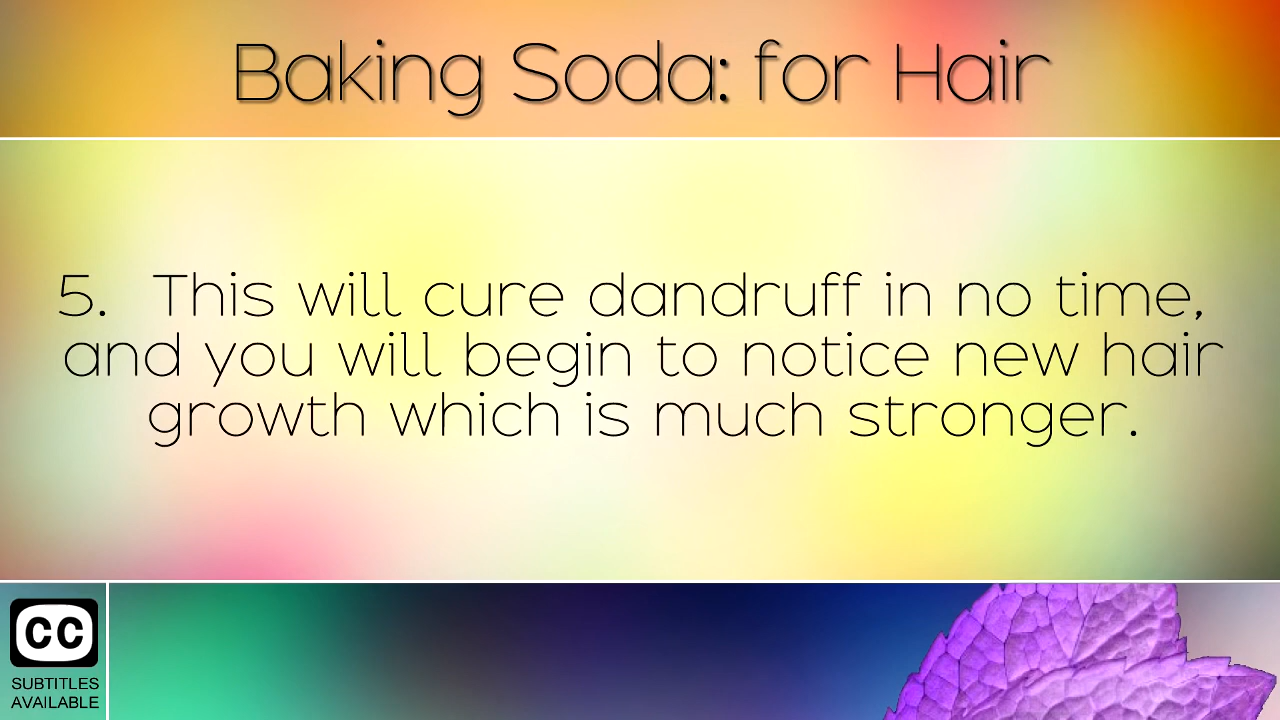 Baking Soda: for Hair
5. This will cure dandruff in no time,
and you will begin to notice new hair
growth which is much stronger.
CC
SUBTITLES
AVAILABLE